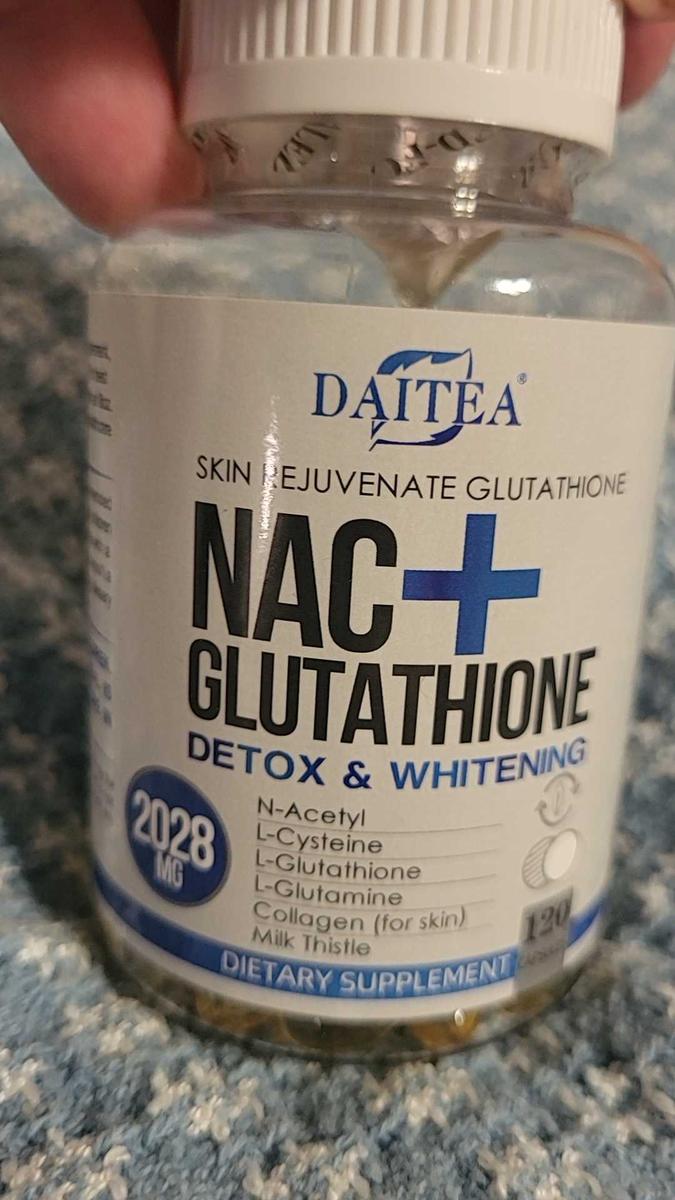 DAITEA®
SKIN REJUVENATE GLUTATHIONE
NAC+
GLUTATHIONE
DETOX & WHITENING
2028
MG
N-Acetyl
L-Cysteine
L-Glutathione
L-Glutamine
Collagen (for skin)
Milk Thistle
120
DIETARY SUPPLEMENT